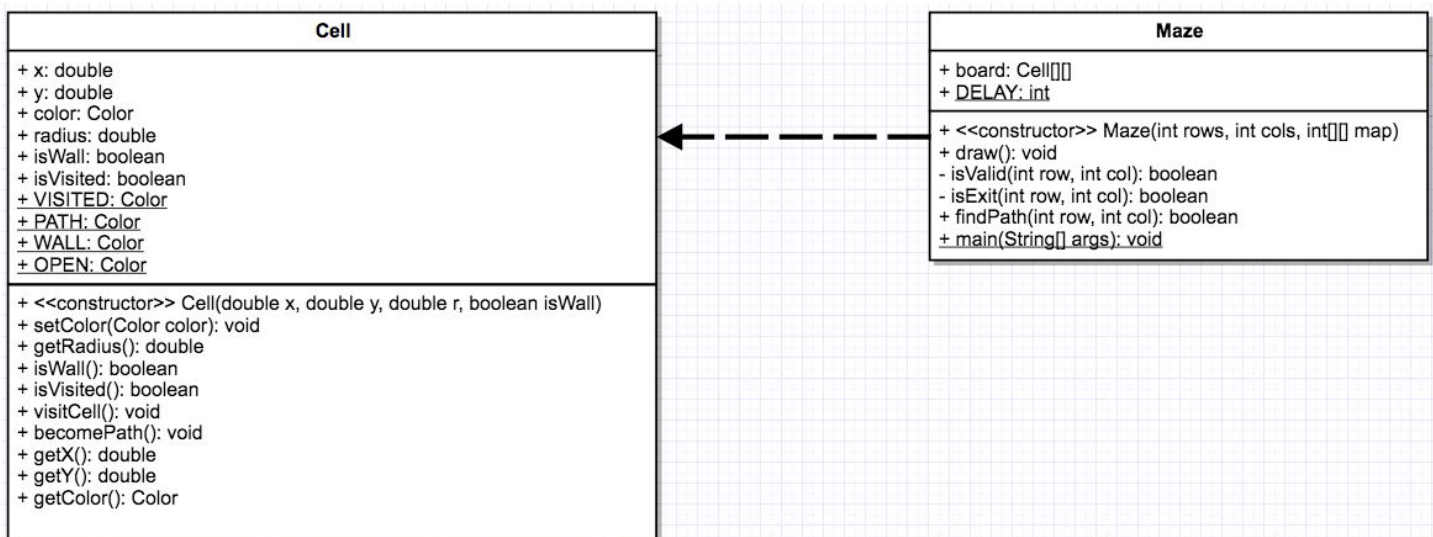 Cell
+ x: double
+ y: double
+ color: Color
+ radius: double
+ isWall: boolean
+ isVisited: boolean
+ VISITED: Color
+ PATH: Color
+ WALL: Color
+ OPEN: Color
+ <<constructor>> Cell(double x, double y, double r, boolean isWall)
+ setColor(Color color): void
+ getRadius(): double
+ isWall(): boolean
+ isVisited(): boolean
+ visitCell(): void
+ becomePath(): void
+ getX(): double
+ getY(): double
+ getColor(): Color
Maze
+ board: Cell[][]
+ DELAY: int
+ <<constructor>> Maze(int rows, int cols, int[][] map)
+ draw(): void
- isValid(int row, int col): boolean
- isExit(int row, int col): boolean
+ findPath(int row, int col): boolean
+ main(String[] args): void